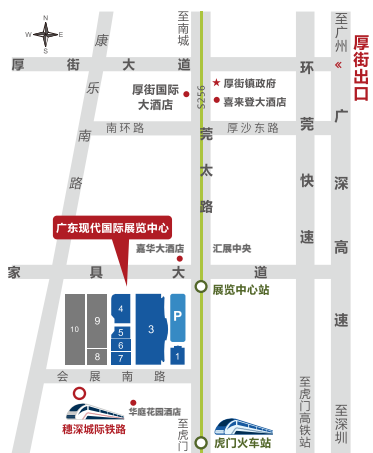 N
W
E
S
至南城
至广州
厚街出口
«
康乐南路
厚街大道
厚街国际
大酒店
S256
★ 厚街镇政府
喜来登大酒店
环莞快速
广深高速
南环路
厚沙东路
莞太路
广东现代国际展览中心
嘉华大酒店
汇展中央
家具大道
展览中心站
10
9
8
4
5
6
7
3
P
1
会展南路
穗深城际铁路
华庭花园酒店
至虎门
虎门火车站
至虎门高铁站
至深圳